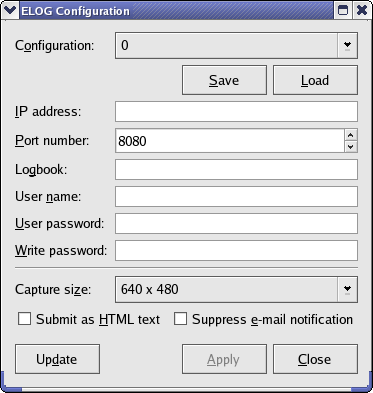 ELOG Configuration
Configuration: 0
Save Load
IP address:
Port number: 8080
Logbook:
User name:
User password:
Write password:
Capture size: 640 x 480
Submit as HTML text Suppress e-mail notification
Update Apply Close